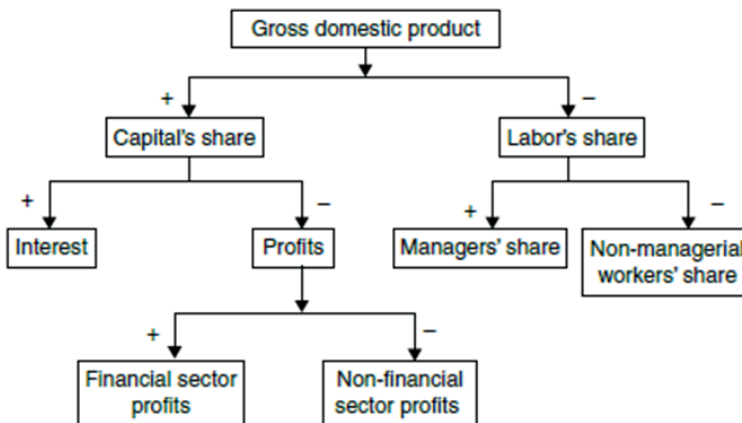 Gross domestic product
+
–
Capital's share
Labor's share
+
–
+
–
Interest
Profits
Managers' share
Non-managerial
workers' share
+
–
Financial sector
profits
Non-financial
sector profits